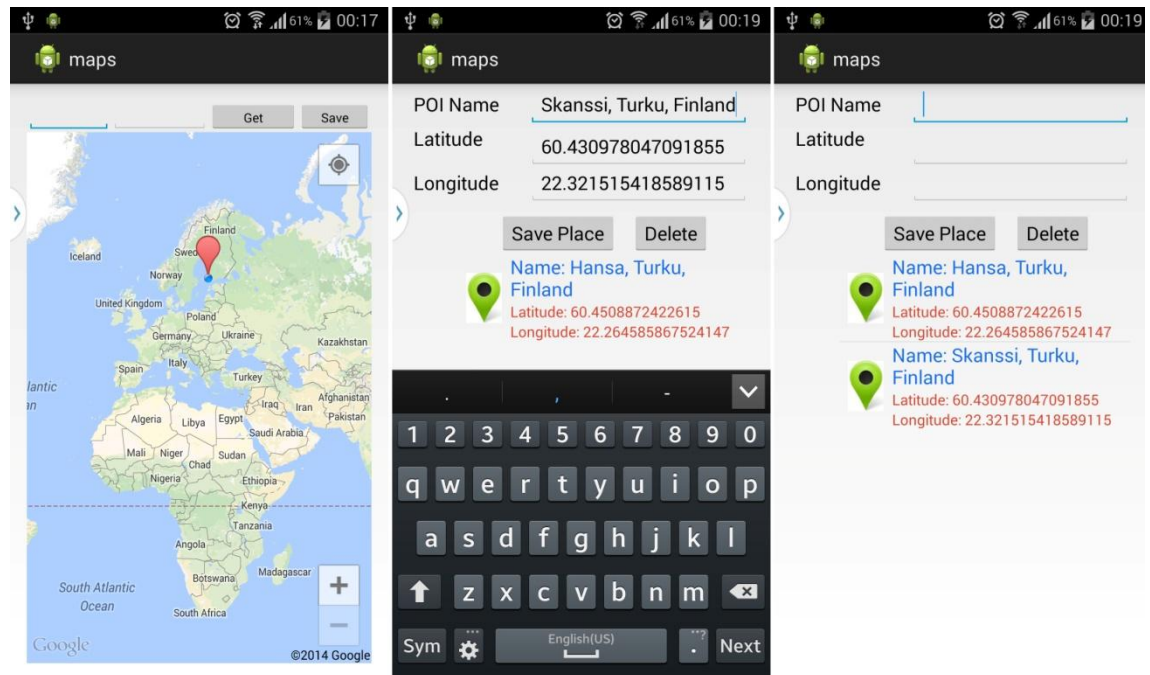 61% 00:17
maps
Get Save
Finland
Iceland
Norway
United Kingdom
Poland
Germany Ukraine
Kazakhstan
Spain Italy
Turkey
lantic
Afghanistan
Iraq Iran
Pakistan
Algeria Libya Egypt
Saudi Arabia
Mali Niger Sudan
Chad
Nigeria Ethiopia
Kenya
Tanzania
Angola
Botswana Madagascar
South Atlantic
Ocean
South Africa
+
−
Google
©2014 Google
61% 00:19
maps
POI Name Skanssi, Turku, Finland
Latitude 60.430978047091855
Longitude 22.321515418589115
Save Place Delete
Name: Hansa, Turku,
Finland
Latitude: 60.4508872422615
Longitude: 22.264585867524147
. , -
1 2 3 4 5 6 7 8 9 0
q w e r t y u i o p
a s d f g h j k l
z x c v b n m
Sym English(US) . Next
61% 00:19
maps
POI Name
Latitude
Longitude
Save Place Delete
Name: Hansa, Turku,
Finland
Latitude: 60.4508872422615
Longitude: 22.264585867524147
Name: Skanssi, Turku,
Finland
Latitude: 60.430978047091855
Longitude: 22.321515418589115